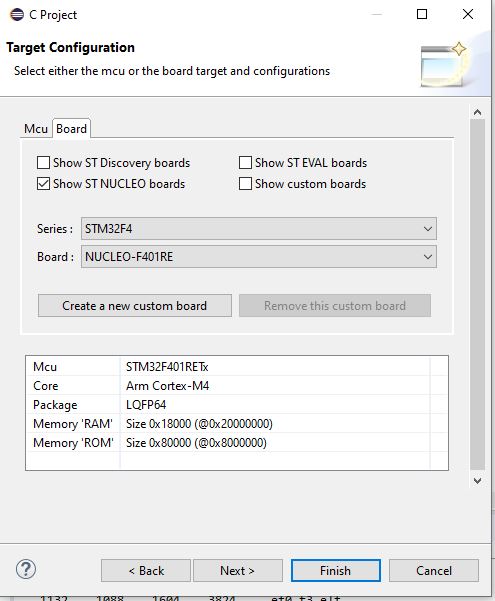 C Project
Target Configuration
Select either the mcu or the board target and configurations
Mcu Board
Show ST Discovery boards Show ST EVAL boards
Show ST NUCLEO boards Show custom boards
Series : STM32F4
Board : NUCLEO-F401RE
Create a new custom board Remove this custom board
Mcu STM32F401RETx
Core Arm Cortex-M4
Package LQFP64
Memory 'RAM' Size 0x18000 (@0x20000000)
Memory 'ROM' Size 0x80000 (@0x8000000)
? < Back Next > Finish Cancel